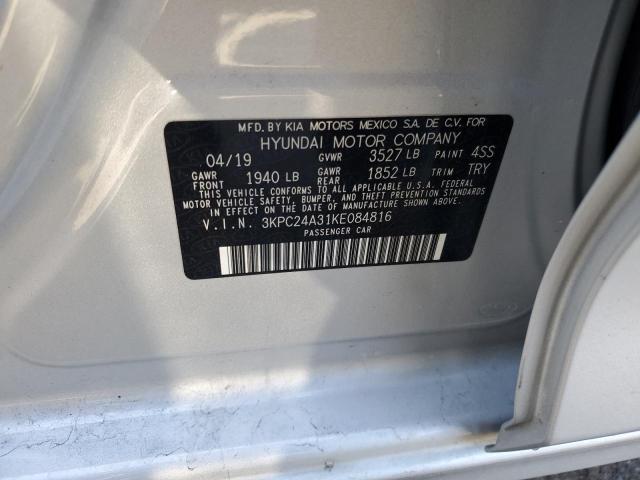 MFD. BY KIA MOTORS MEXICO S.A. DE C.V. FOR
HYUNDAI MOTOR COMPANY
04/19 GVWR 3527 LB PAINT 4SS
GAWR FRONT 1940 LB GAWR REAR 1852 LB TRIM TRY
THIS VEHICLE CONFORMS TO ALL APPLICABLE U.S.A. FEDERAL
MOTOR VEHICLE SAFETY, BUMPER, AND THEFT PREVENTION STANDARDS
IN EFFECT ON THE DATE OF MANUFACTURE SHOWN ABOVE.
V.I.N. 3KPC24A31KE084816
PASSENGER CAR